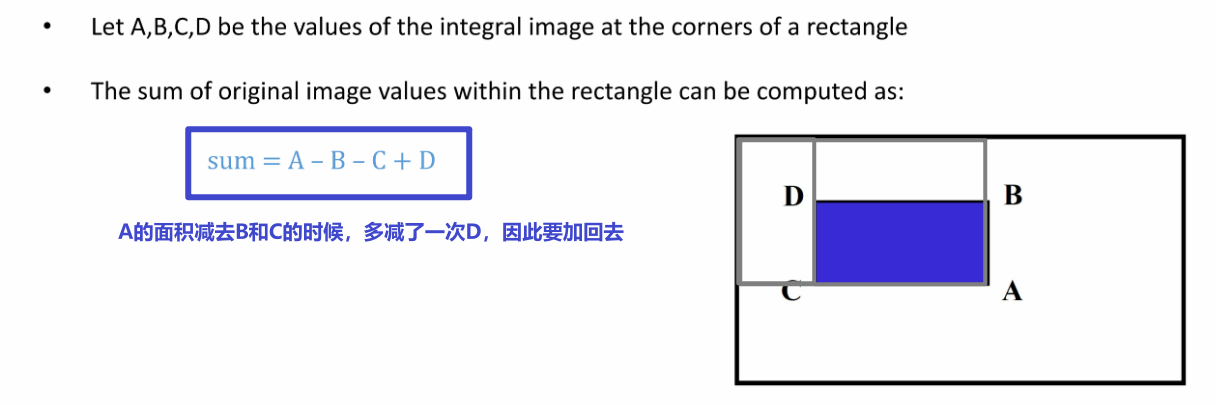 • Let A,B,C,D be the values of the integral image at the corners of a rectangle
• The sum of original image values within the rectangle can be computed as:
sum = A – B – C + D
A的面积减去B和C的时候，多减了一次D，因此要加回去
D
B
C
A